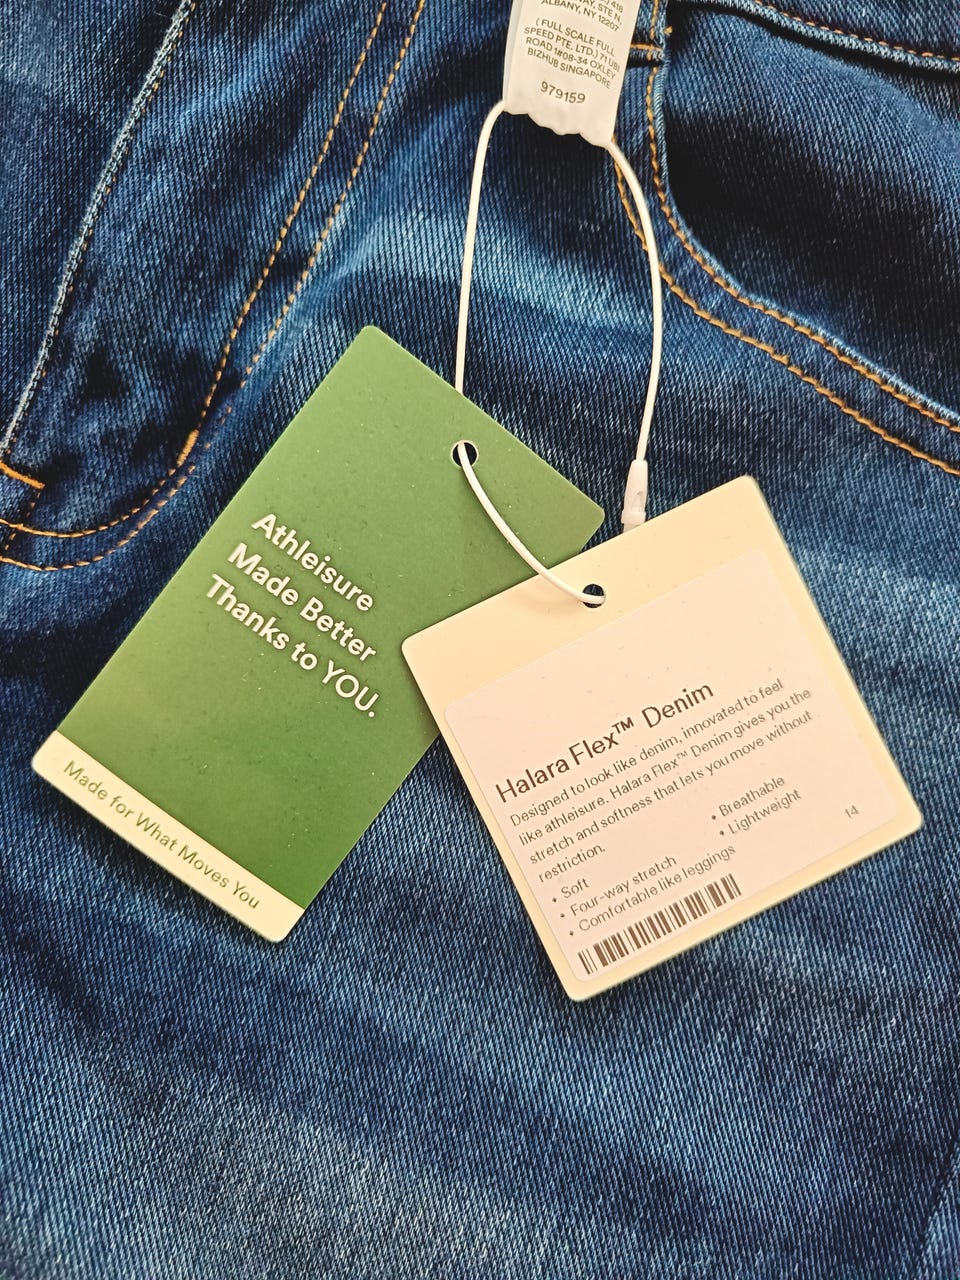 418
WAY, STE N,
ALBANY, NY 12207
( FULL SCALE FULL
SPEED PTE. LTD.) 71 UBI
ROAD 1#08-34 OXLEY
BIZHUB SINGAPORE
979159
Athleisure
Made Better
Thanks to YOU.
Made for What Moves You
Halara Flex™ Denim
Designed to look like denim, innovated to feel
like athleisure. Halara Flex™ Denim gives you the
stretch and softness that lets you move without
restriction.
• Soft
• Four-way stretch
• Comfortable like leggings
• Breathable
• Lightweight
14